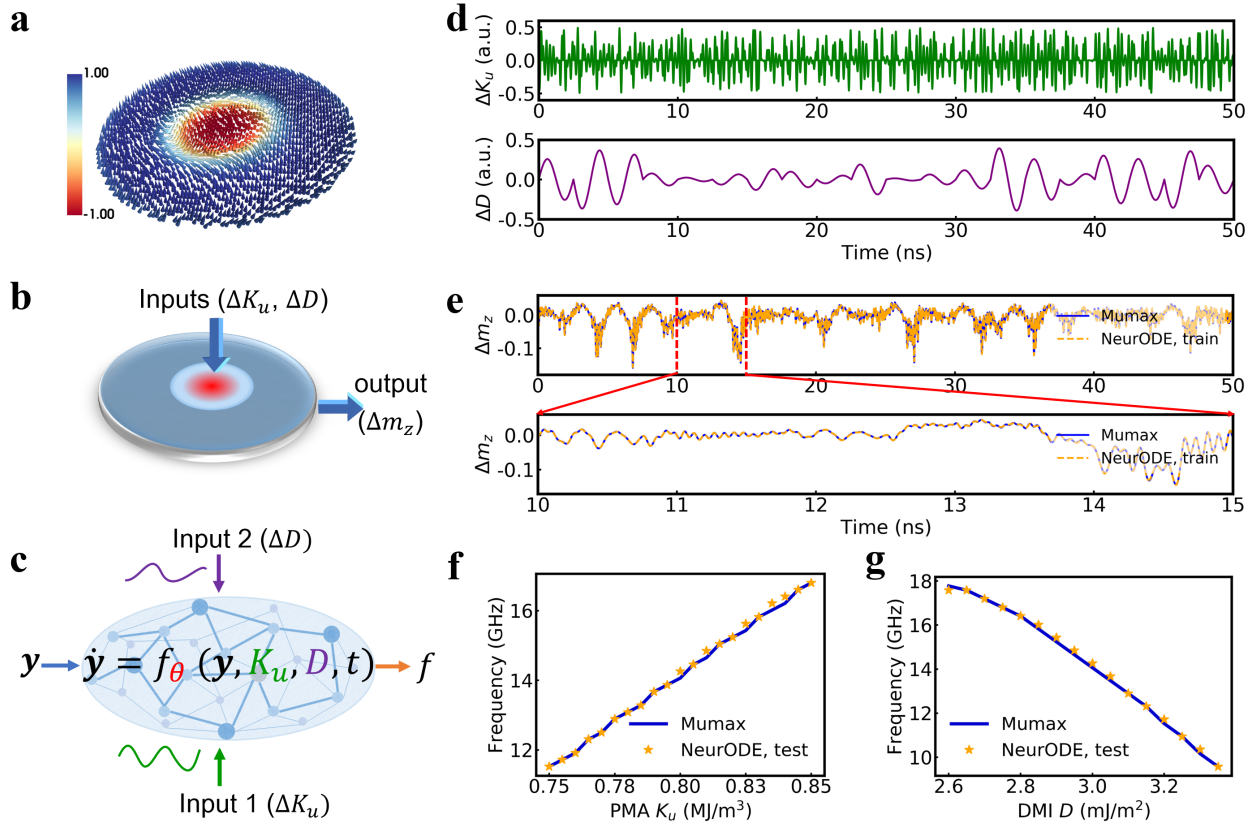 a
1.00
-1.00
b
Inputs (ΔKᵤ, ΔD)
output
(Δm_z)
c
Input 2 (ΔD)
y
ẏ = f_θ (y, Kᵤ, D, t)
f
Input 1 (ΔKᵤ)
d
ΔKᵤ (a.u.)
0.5
0.0
-0.5
0 10 20 30 40 50
ΔD (a.u.)
0.5
0.0
-0.5
0 10 20 30 40 50
Time (ns)
e
Δm_z
0.0
-0.1
Mumax
NeurODE, train
0 10 20 30 40 50
Δm_z
0.0
-0.1
Mumax
NeurODE, train
10 11 12 13 14 15
Time (ns)
f
Frequency (GHz)
16
14
12
Mumax
NeurODE, test
0.75 0.78 0.80 0.83 0.85
PMA Kᵤ (MJ/m³)
g
Frequency (GHz)
18
16
14
12
10
Mumax
NeurODE, test
2.6 2.8 3.0 3.2
DMI D (mJ/m²)